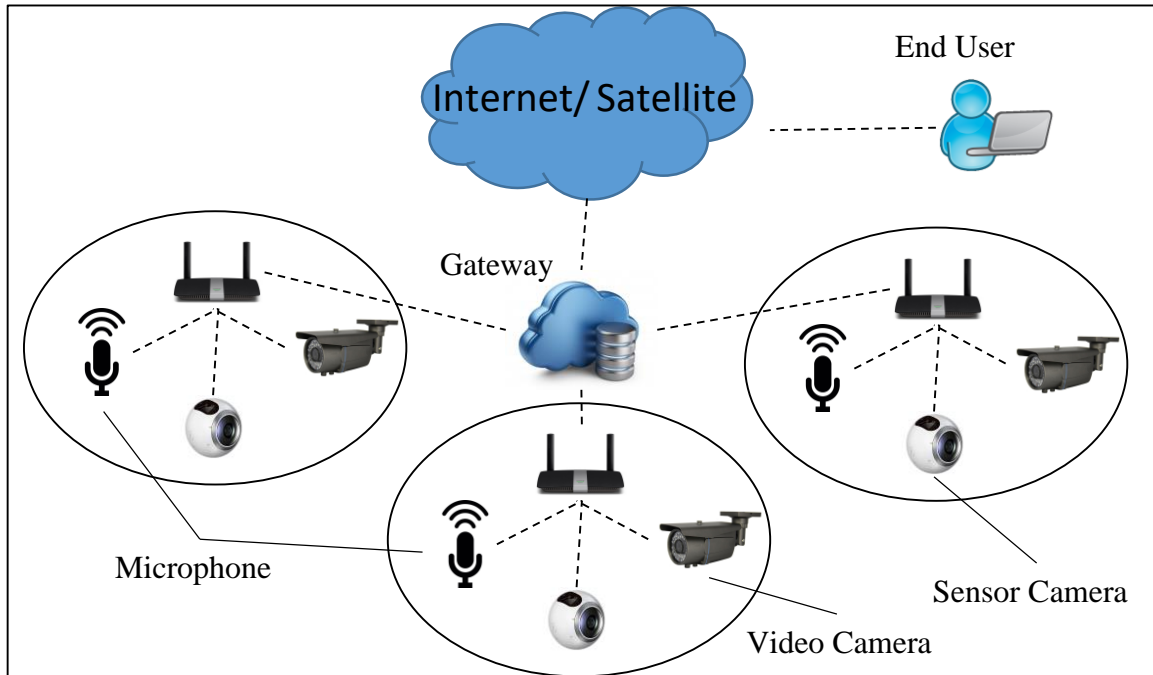 End User
Internet/ Satellite
Gateway
Microphone
Sensor Camera
Video Camera